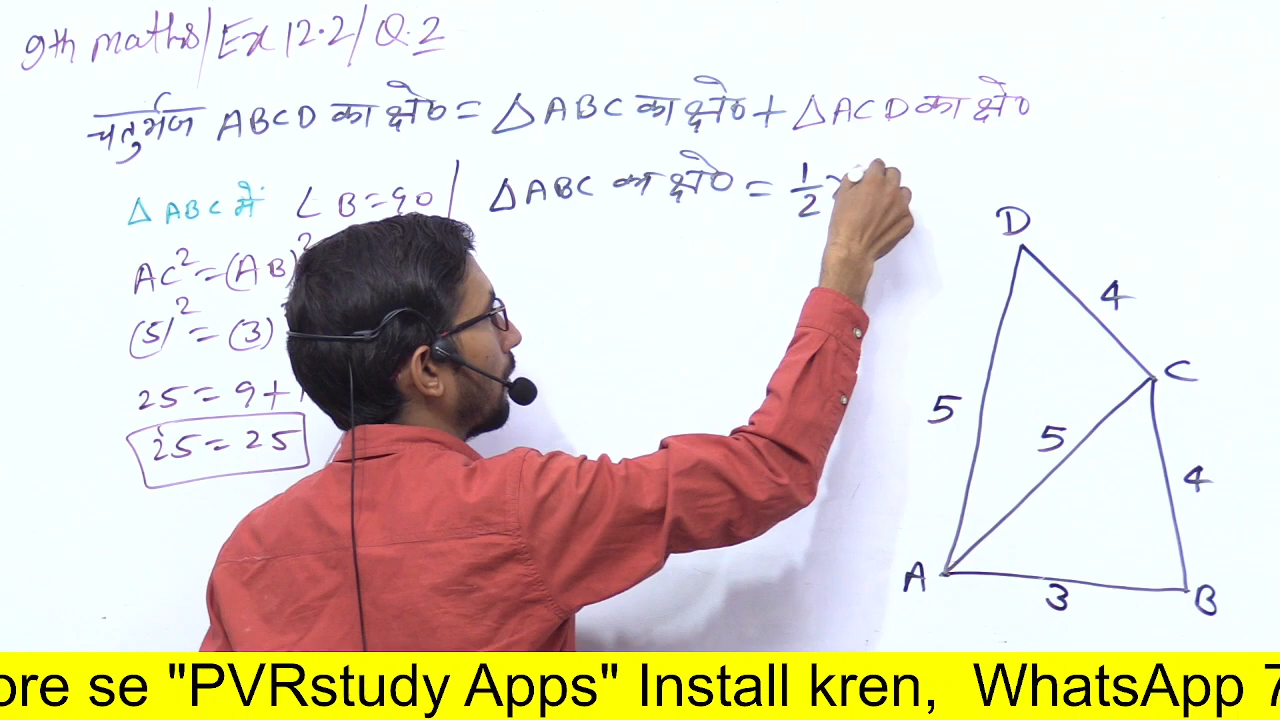 9th maths/Ex 12.2/Q.2
चतुर्भुज ABCD का क्षे० = △ABC का क्षे० + △ACD का क्षे०
△ABC में ∠B=90
△ABC का क्षे० = 1/2 ×
AC² = (AB)²
(5)² = (3)
25 = 9+1
25 = 25
D
4
C
5
5
4
A
3
B
ore se "PVRstudy Apps" Install kren, WhatsApp 7